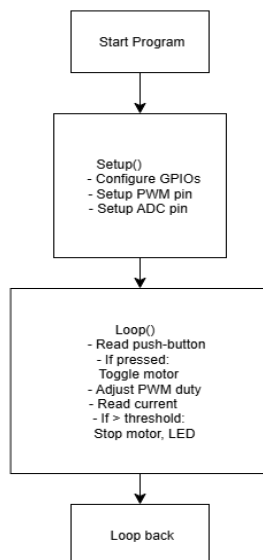 Start Program
Setup()
- Configure GPIOs
- Setup PWM pin
- Setup ADC pin
Loop()
- Read push-button
- If pressed:
Toggle motor
- Adjust PWM duty
- Read current
- If > threshold:
Stop motor, LED
Loop back